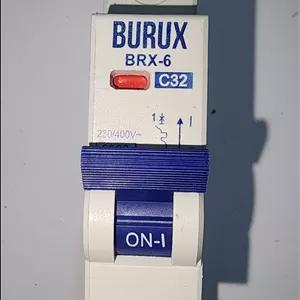 BURUX
BRX-6
C32
1
230/400V~
ON-I